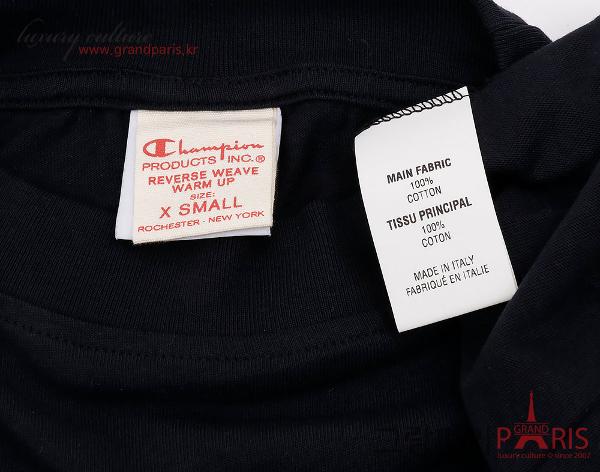 luxury culture
www.grandparis.kr
Champion
PRODUCTS INC.®
REVERSE WEAVE
WARM UP
SIZE:
X SMALL
ROCHESTER - NEW YORK
MAIN FABRIC
100%
COTTON
TISSU PRINCIPAL
100%
COTON
MADE IN ITALY
FABRIQUÉ EN ITALIE
GRAND
PARIS
luxury culture © since 2002